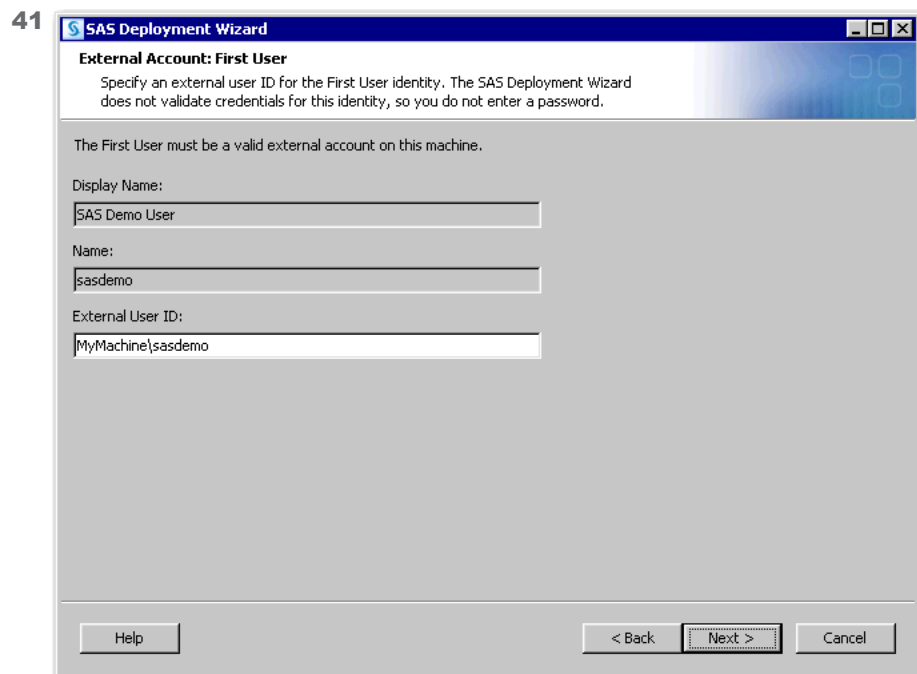 41
SAS Deployment Wizard
External Account: First User
Specify an external user ID for the First User identity. The SAS Deployment Wizard
does not validate credentials for this identity, so you do not enter a password.
The First User must be a valid external account on this machine.
Display Name:
SAS Demo User
Name:
sasdemo
External User ID:
MyMachine\sasdemo
Help
< Back
Next >
Cancel